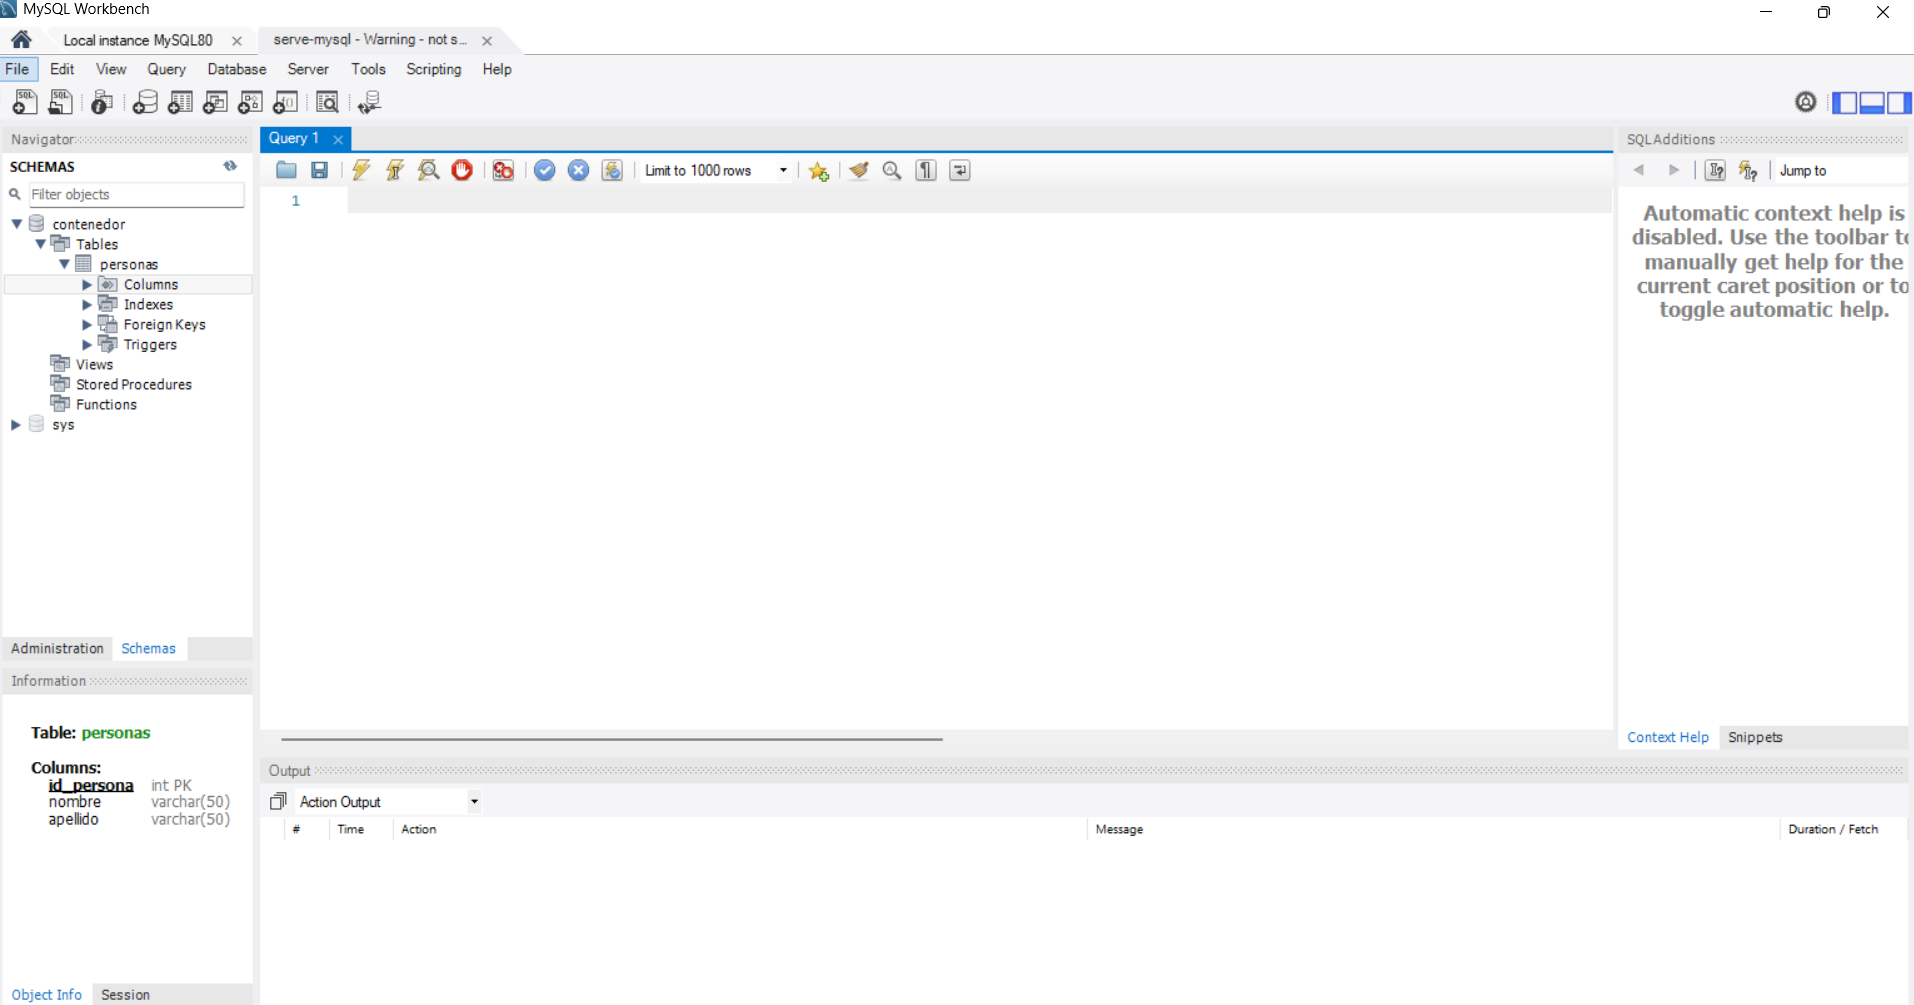 MySQL Workbench
Local instance MySQL80
serve-mysql - Warning - not s...
File Edit View Query Database Server Tools Scripting Help
Navigator
SCHEMAS
Filter objects
contenedor
Tables
personas
Columns
Indexes
Foreign Keys
Triggers
Views
Stored Procedures
Functions
sys
Administration Schemas
Information
Table: personas
Columns:
id_persona int PK
nombre varchar(50)
apellido varchar(50)
Object Info Session
Query 1
Limit to 1000 rows
1
Output
Action Output
# Time Action Message Duration / Fetch
SQLAdditions
Jump to
Automatic context help is
disabled. Use the toolbar to
manually get help for the
current caret position or to
toggle automatic help.
Context Help Snippets